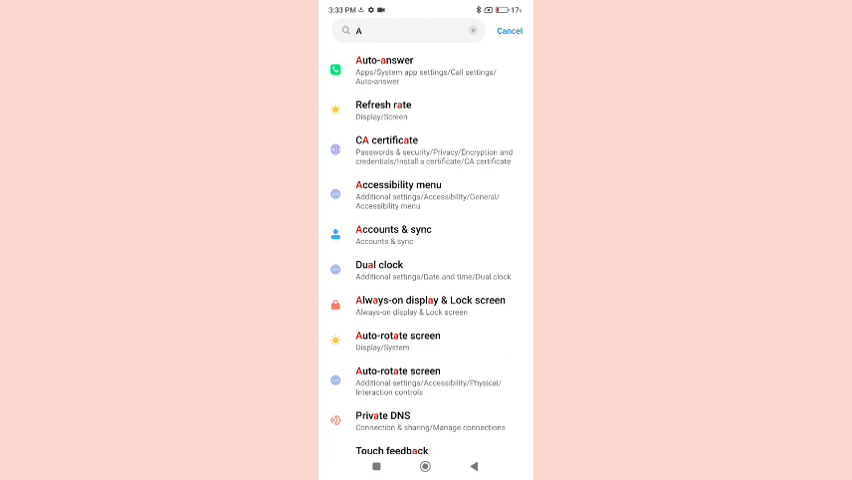 3:33 PM
17%
A
Cancel
Auto-answer
Apps/System app settings/Call settings/
Auto-answer
Refresh rate
Display/Screen
CA certificate
Passwords & security/Privacy/Encryption and
credentials/Install a certificate/CA certificate
Accessibility menu
Additional settings/Accessibility/General/
Accessibility menu
Accounts & sync
Accounts & sync
Dual clock
Additional settings/Date and time/Dual clock
Always-on display & Lock screen
Always-on display & Lock screen
Auto-rotate screen
Display/System
Auto-rotate screen
Additional settings/Accessibility/Physical/
Interaction controls
Private DNS
Connection & sharing/Manage connections
Touch feedback